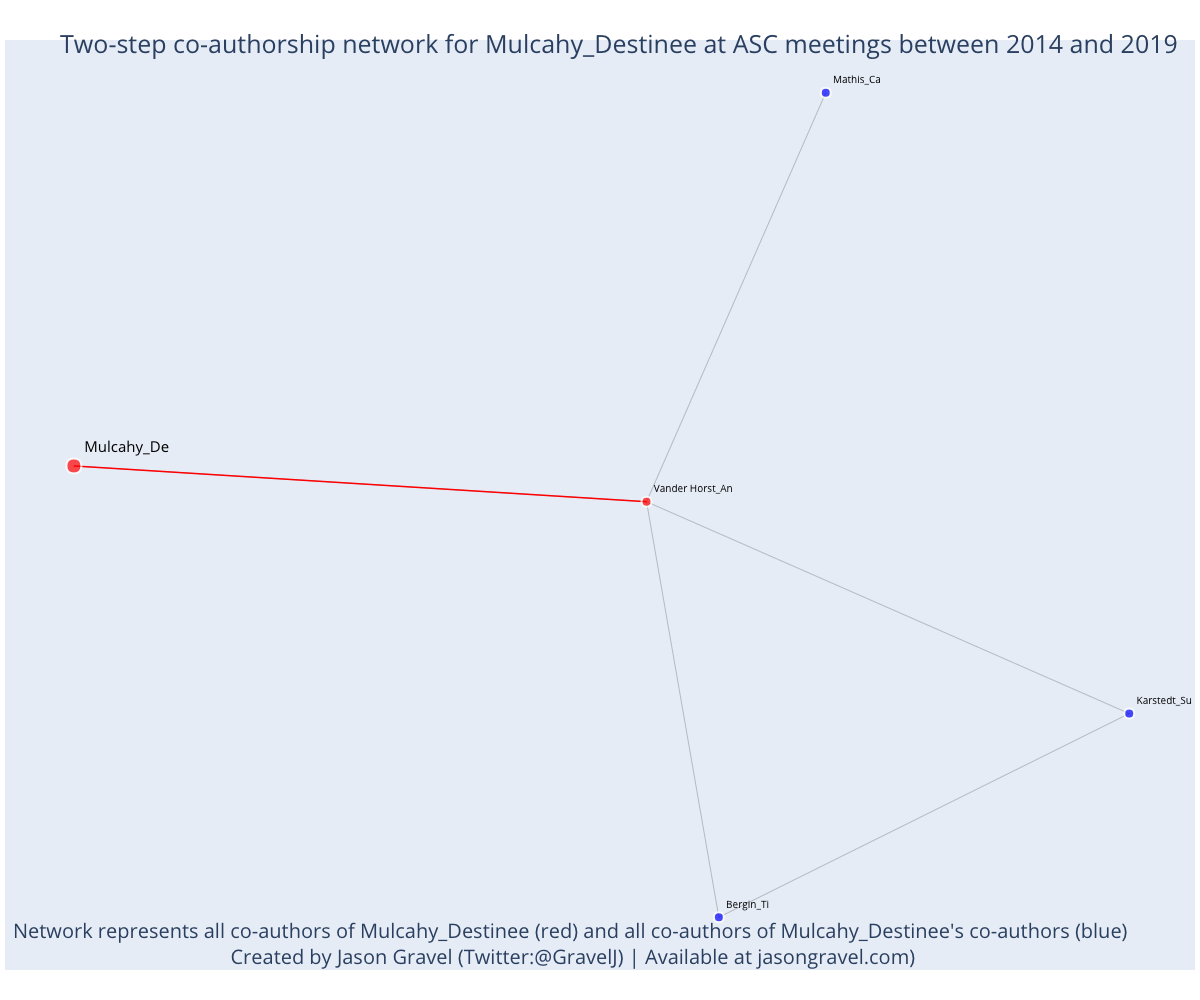 Two-step co-authorship network for Mulcahy_Destinee at ASC meetings between 2014 and 2019
Mathis_Ca
Mulcahy_De
Vander Horst_An
Karstedt_Su
Bergin_Ti
Network represents all co-authors of Mulcahy_Destinee (red) and all co-authors of Mulcahy_Destinee's co-authors (blue)
Created by Jason Gravel (Twitter:@GravelJ) | Available at jasongravel.com)